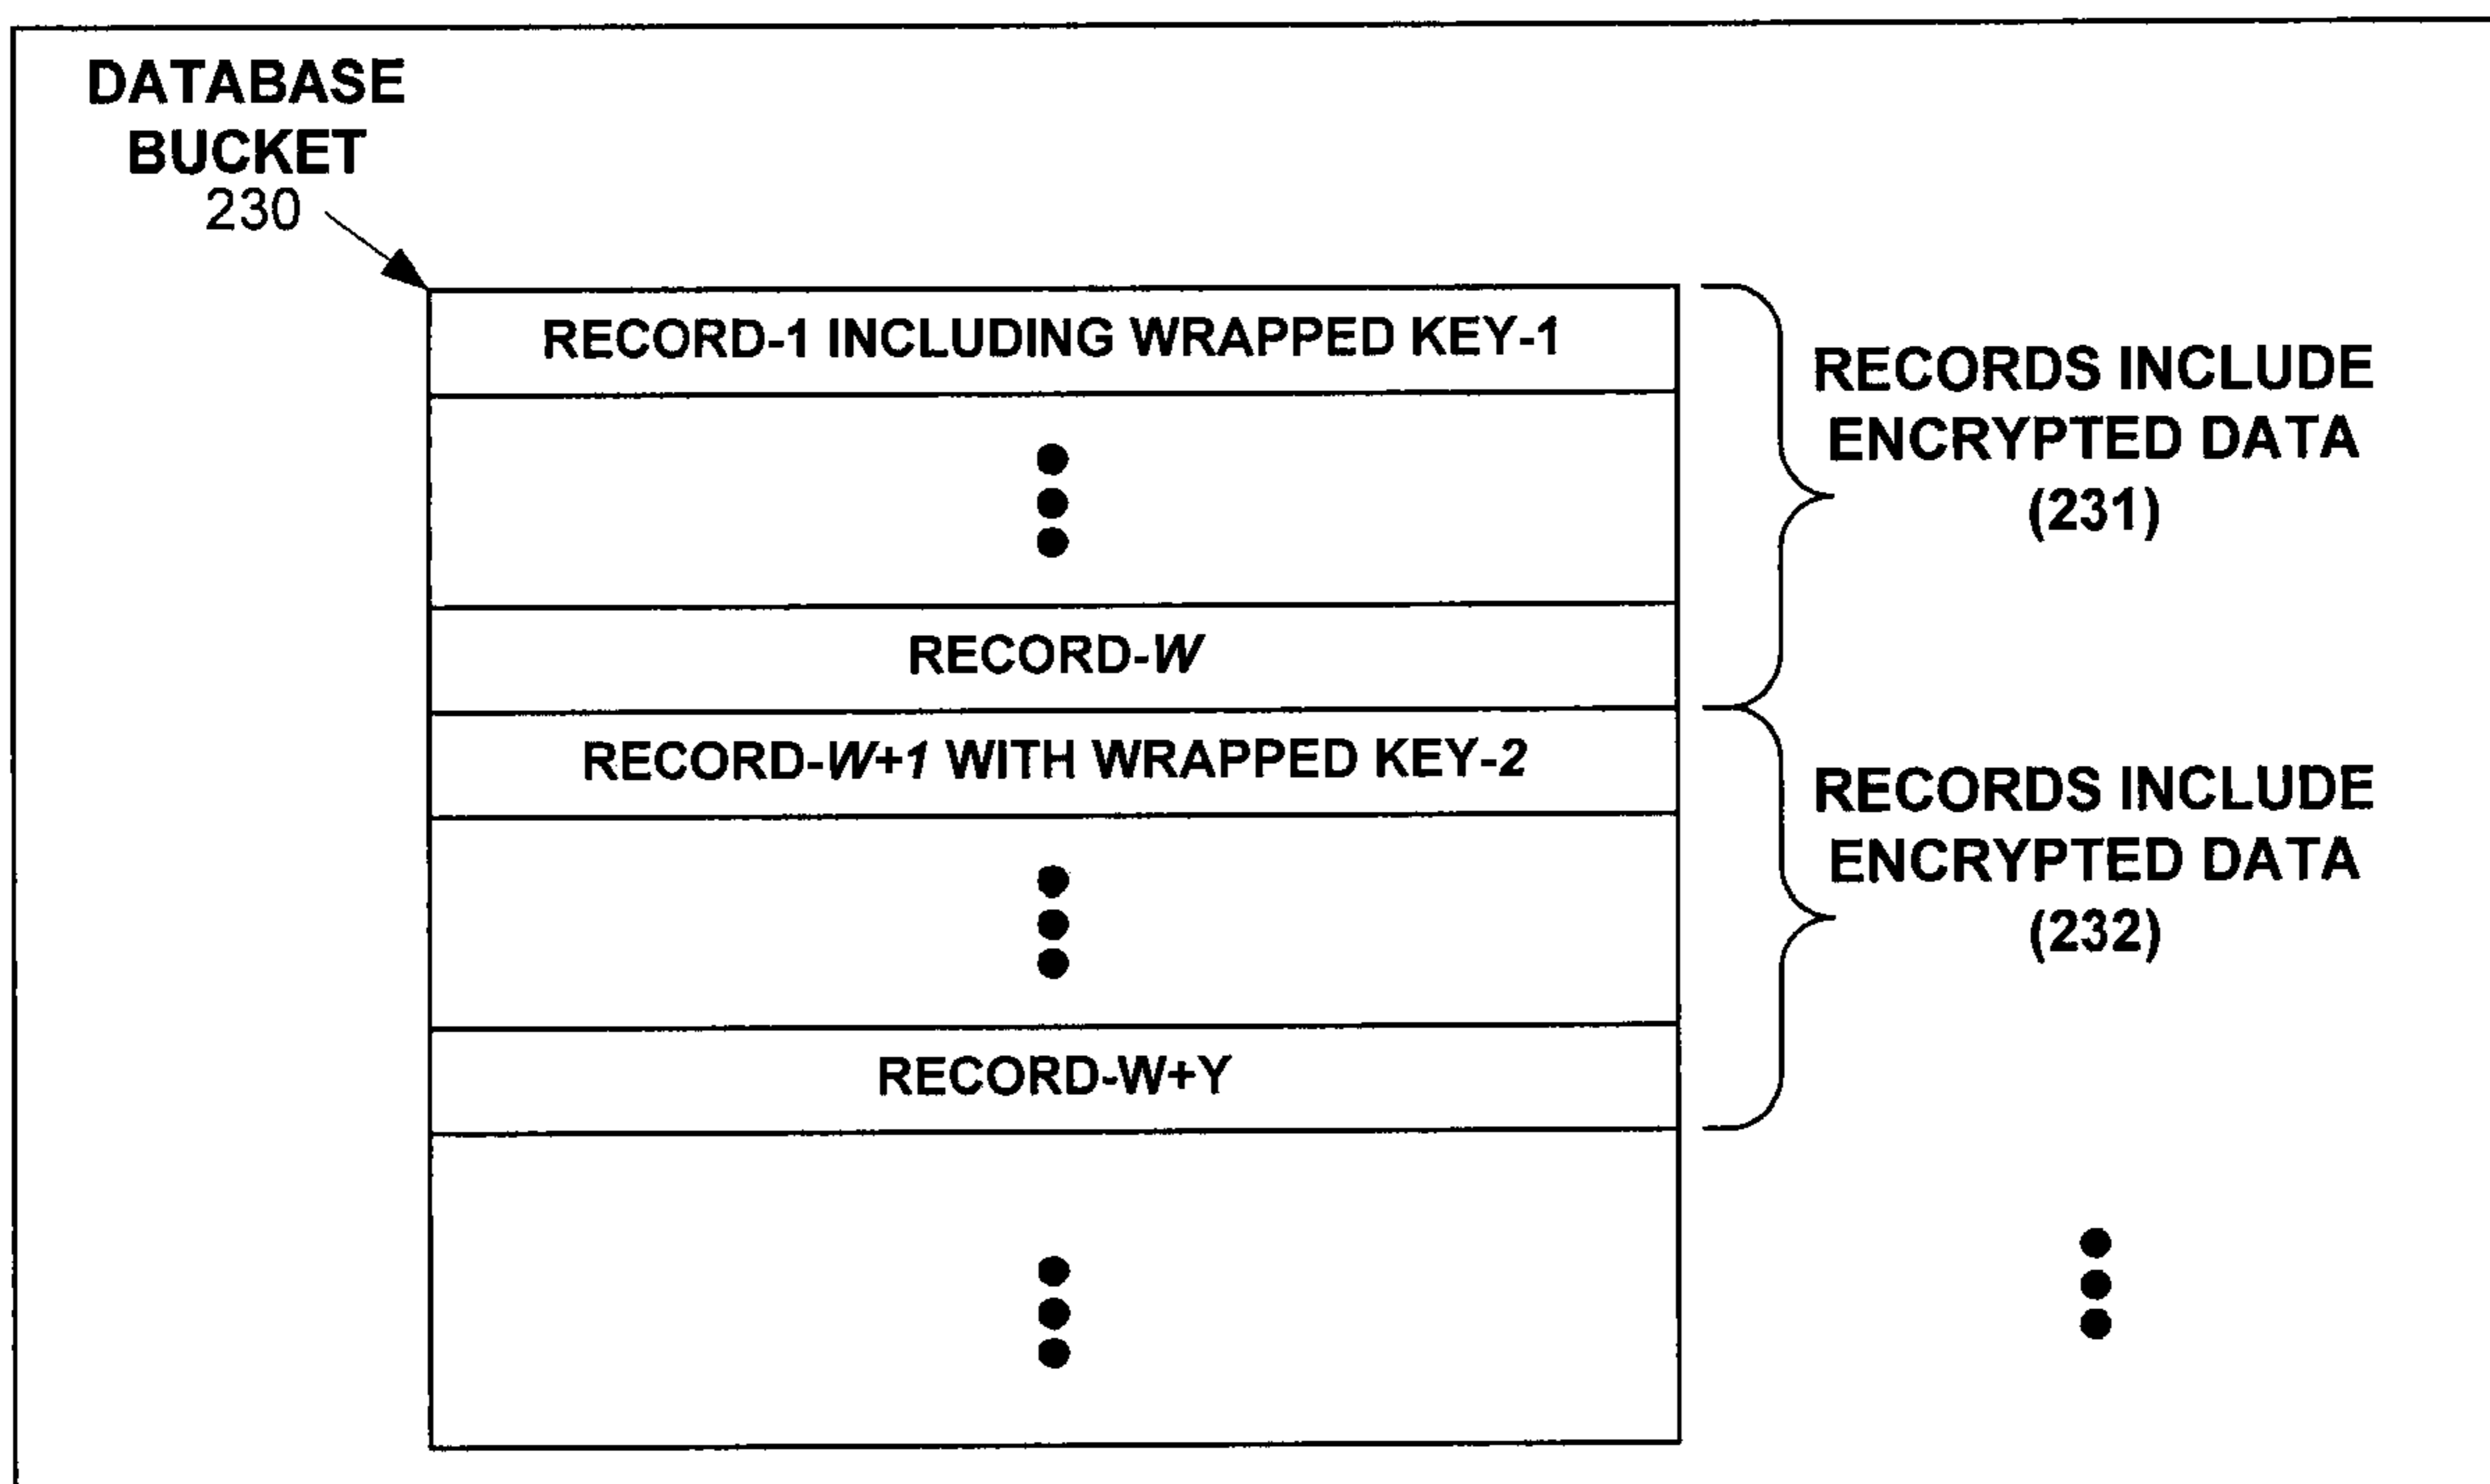 DATABASE
BUCKET
230
RECORD-1 INCLUDING WRAPPED KEY-1
RECORDS INCLUDE
ENCRYPTED DATA
(231)
RECORD-W
RECORD-W+1 WITH WRAPPED KEY-2
RECORDS INCLUDE
ENCRYPTED DATA
(232)
RECORD-W+Y